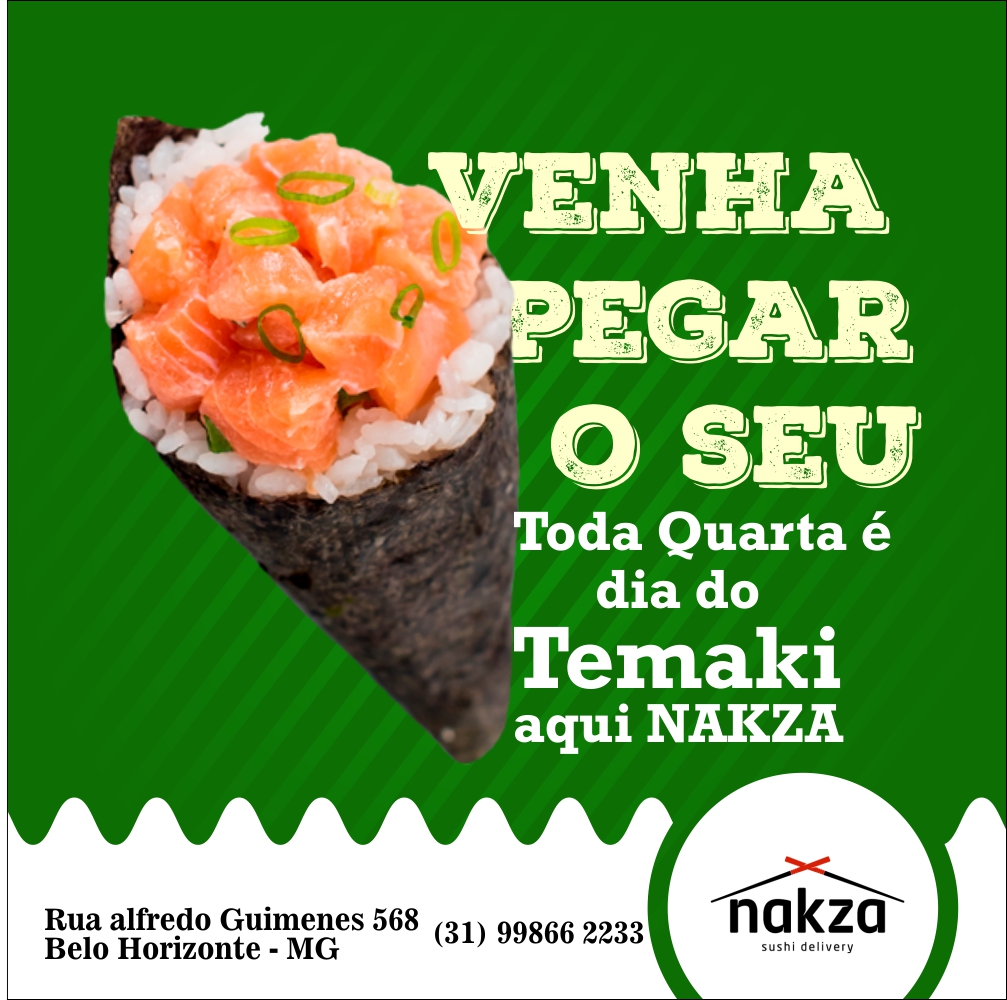 VENHA
PEGAR
O SEU
Toda Quarta é
dia do
Temaki
aqui NAKZA
Rua alfredo Guimenes 568
Belo Horizonte - MG
(31) 99866 2233
nakza
sushi delivery